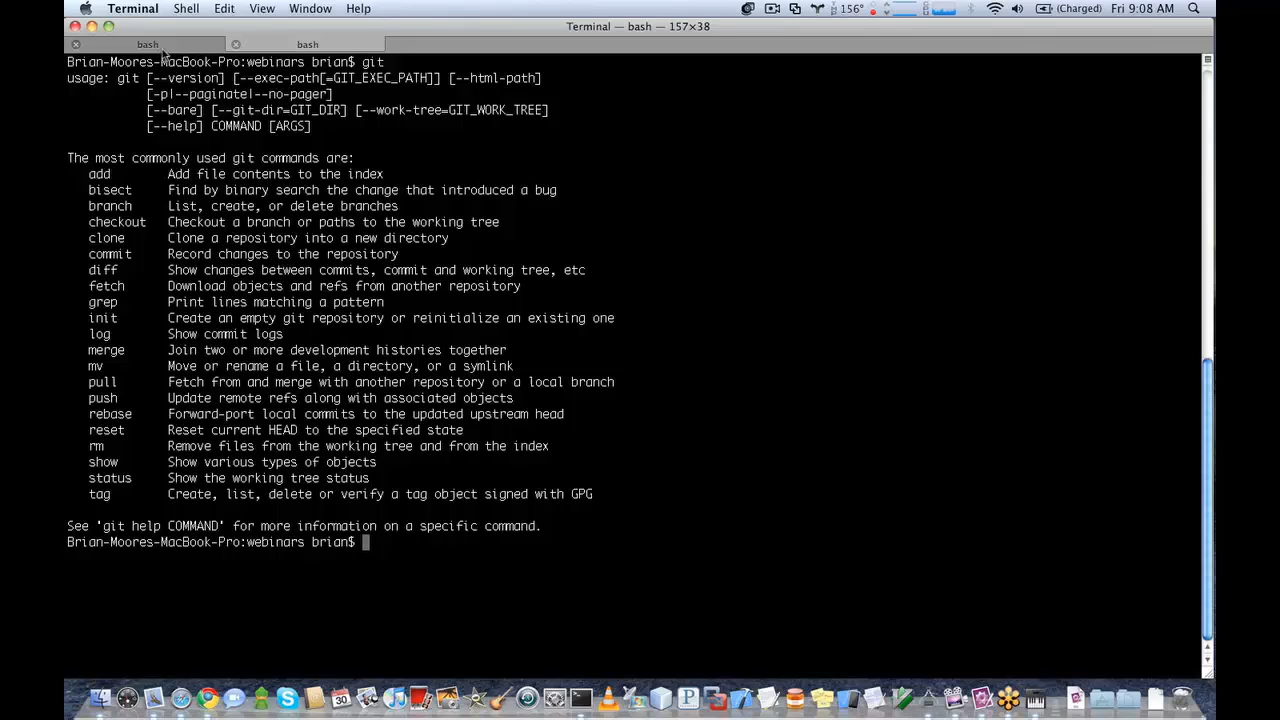 Terminal Shell Edit View Window Help 156° (Charged) Fri 9:08 AM
Terminal — bash — 157×38
bash bash
Brian-Moores-MacBook-Pro:webinars brian$ git
usage: git [--version] [--exec-path[=GIT_EXEC_PATH]] [--html-path]
[-p|--paginate|--no-pager]
[--bare] [--git-dir=GIT_DIR] [--work-tree=GIT_WORK_TREE]
[--help] COMMAND [ARGS]
The most commonly used git commands are:
add Add file contents to the index
bisect Find by binary search the change that introduced a bug
branch List, create, or delete branches
checkout Checkout a branch or paths to the working tree
clone Clone a repository into a new directory
commit Record changes to the repository
diff Show changes between commits, commit and working tree, etc
fetch Download objects and refs from another repository
grep Print lines matching a pattern
init Create an empty git repository or reinitialize an existing one
log Show commit logs
merge Join two or more development histories together
mv Move or rename a file, a directory, or a symlink
pull Fetch from and merge with another repository or a local branch
push Update remote refs along with associated objects
rebase Forward-port local commits to the updated upstream head
reset Reset current HEAD to the specified state
rm Remove files from the working tree and from the index
show Show various types of objects
status Show the working tree status
tag Create, list, delete or verify a tag object signed with GPG
See 'git help COMMAND' for more information on a specific command.
Brian-Moores-MacBook-Pro:webinars brian$
30